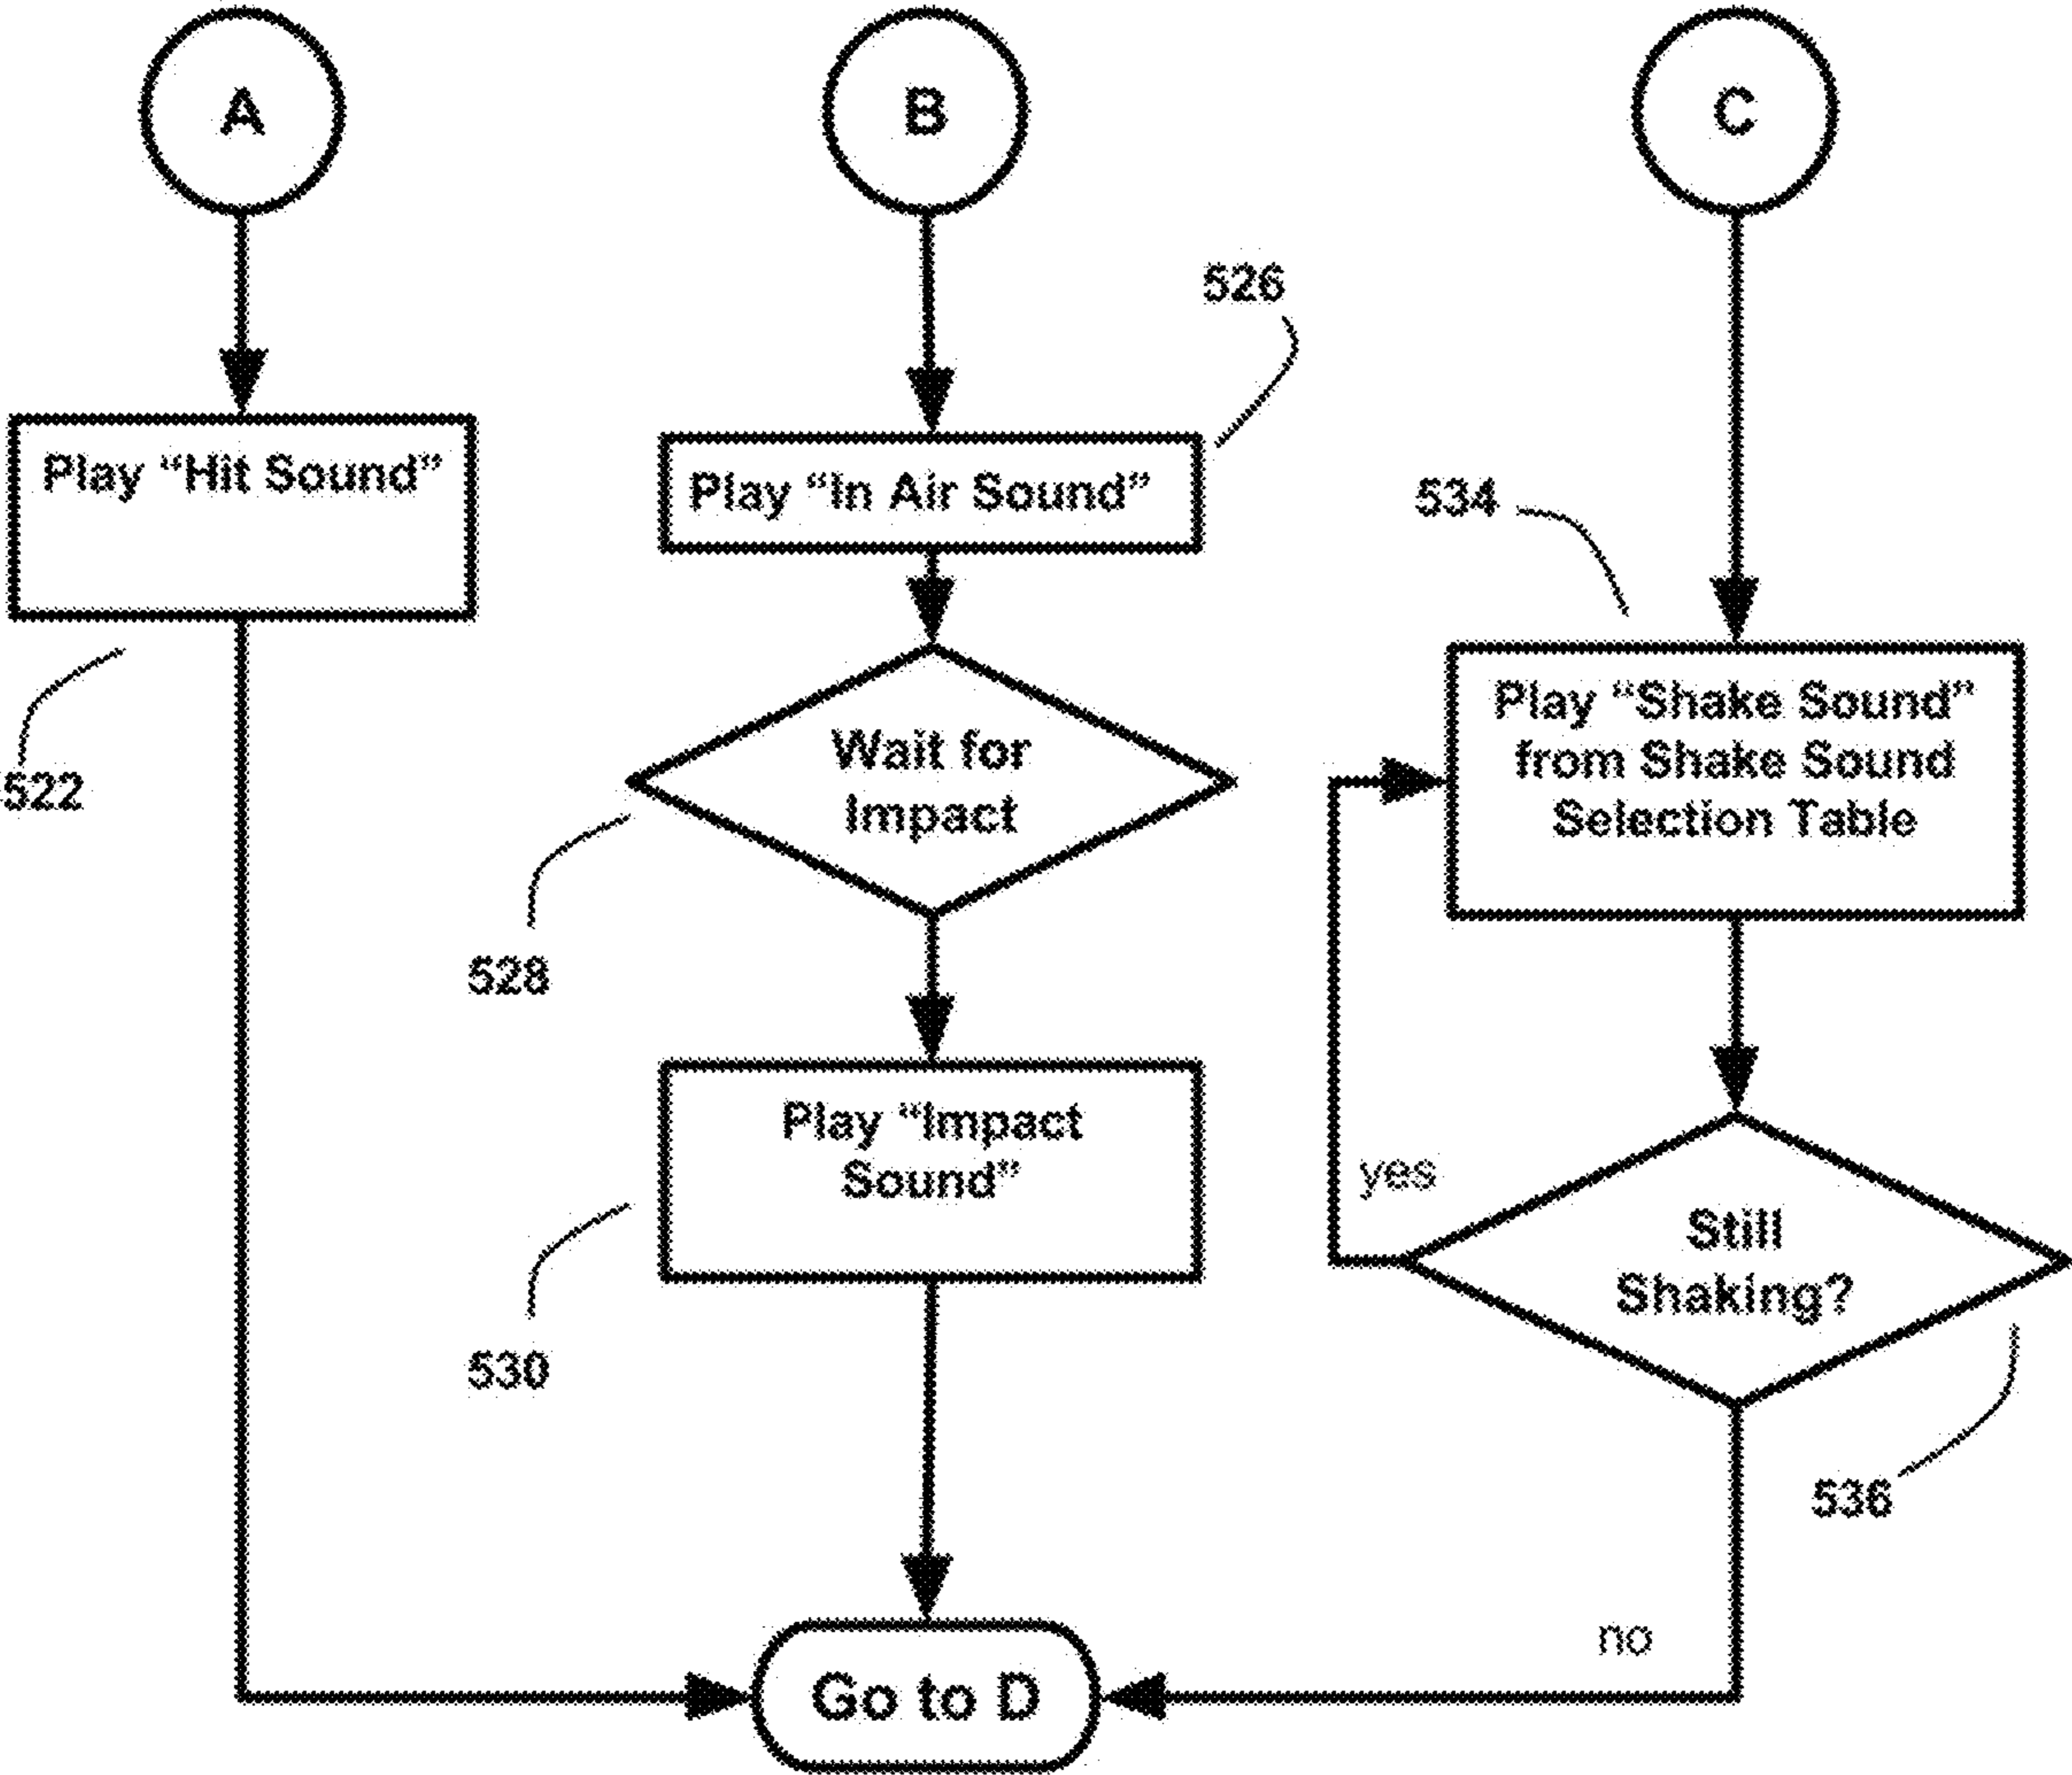 A
B
C
526
Play “Hit Sound”
Play “In Air Sound”
534
522
Wait for
Impact
Play “Shake Sound”
from Shake Sound
Selection Table
528
Play “Impact
Sound”
yes
Still
Shaking?
530
536
no
Go to D